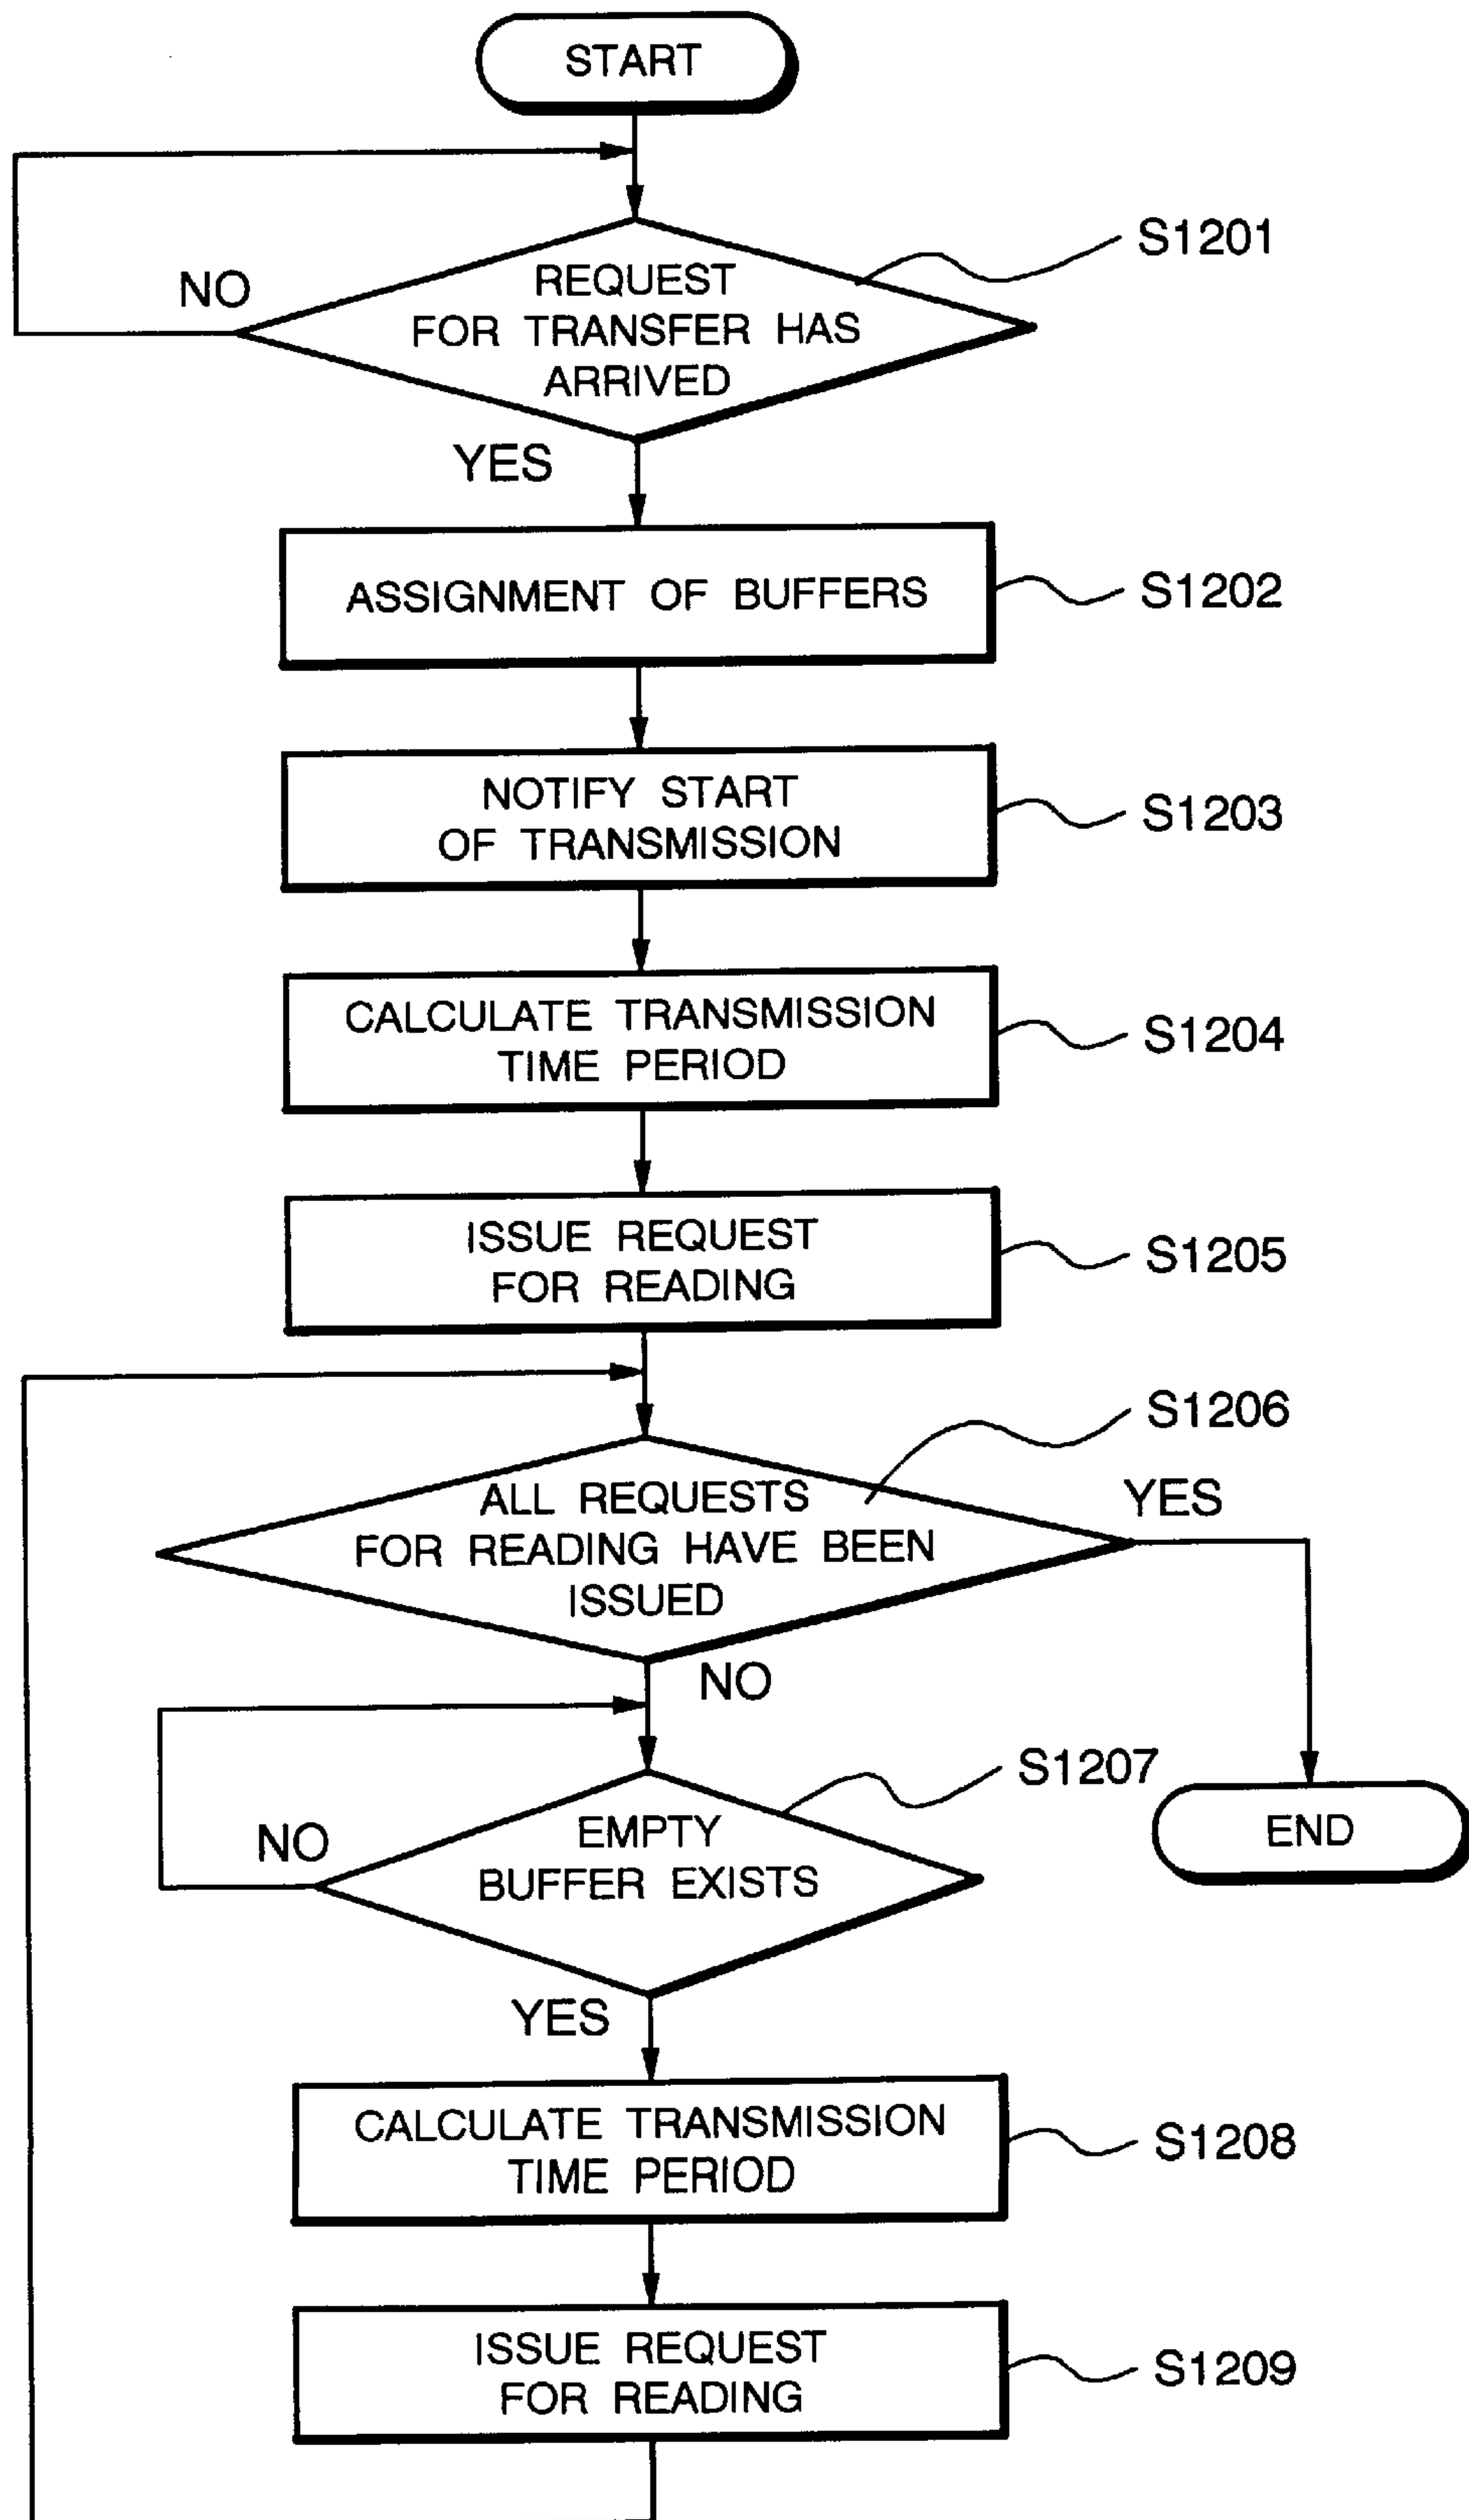 START
S1201
NO
REQUEST
FOR TRANSFER HAS
ARRIVED
YES
ASSIGNMENT OF BUFFERS
S1202
NOTIFY START
OF TRANSMISSION
S1203
CALCULATE TRANSMISSION
TIME PERIOD
S1204
ISSUE REQUEST
FOR READING
S1205
S1206
ALL REQUESTS
FOR READING HAVE BEEN
ISSUED
YES
NO
S1207
NO
EMPTY
BUFFER EXISTS
END
YES
CALCULATE TRANSMISSION
TIME PERIOD
S1208
ISSUE REQUEST
FOR READING
S1209